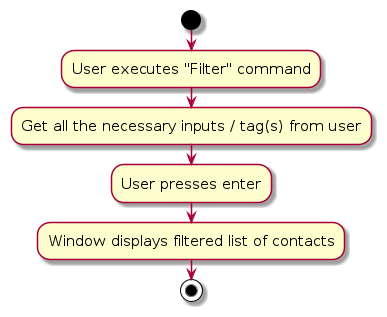 User executes "Filter" command
Get all the necessary inputs / tag(s) from user
User presses enter
Window displays filtered list of contacts